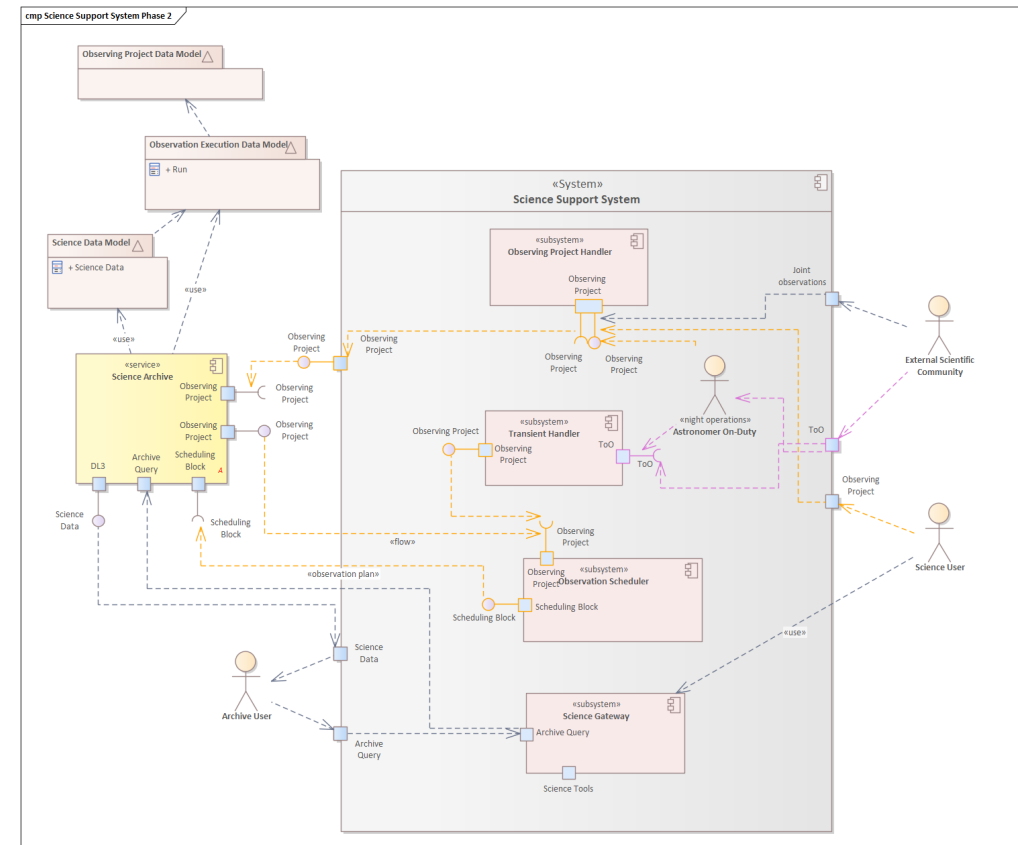 cmp Science Support System Phase 2
Observing Project Data Model
Observation Execution Data Model
+ Run
Science Data Model
+ Science Data
«use»
«use»
«service»
Science Archive
Observing
Project
Observing
Project
Observing
Project
Observing
Project
DL3
Archive
Query
Scheduling
Block
A
Science
Data
Scheduling
Block
Observing
Project
Observing
Project
«System»
Science Support System
«subsystem»
Observing Project Handler
Observing
Project
Observing
Project
Observing
Project
Joint
observations
External Scientific
Community
«night operations»
Astronomer On-Duty
«subsystem»
Transient Handler
ToO
ToO
ToO
Observing Project
Observing
Project
Observing
Project
Science User
«flow»
Observing
Project
«observation plan»
«subsystem»
Observation Scheduler
Observing
Project
Scheduling Block
Scheduling Block
«use»
Science
Data
Archive User
Archive
Query
«subsystem»
Science Gateway
Archive Query
Science Tools